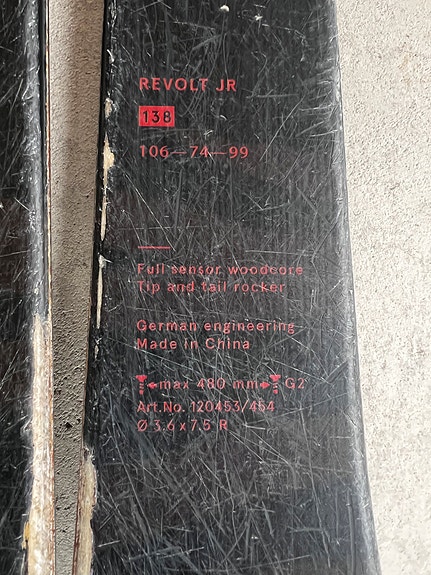 REVOLT JR
138
106—74—99
Full sensor woodcore
Tip and tail rocker
German engineering
Made in China
max 480 mm G2
Art.No. 120453/454
Ø 3.6 x 7.5 R